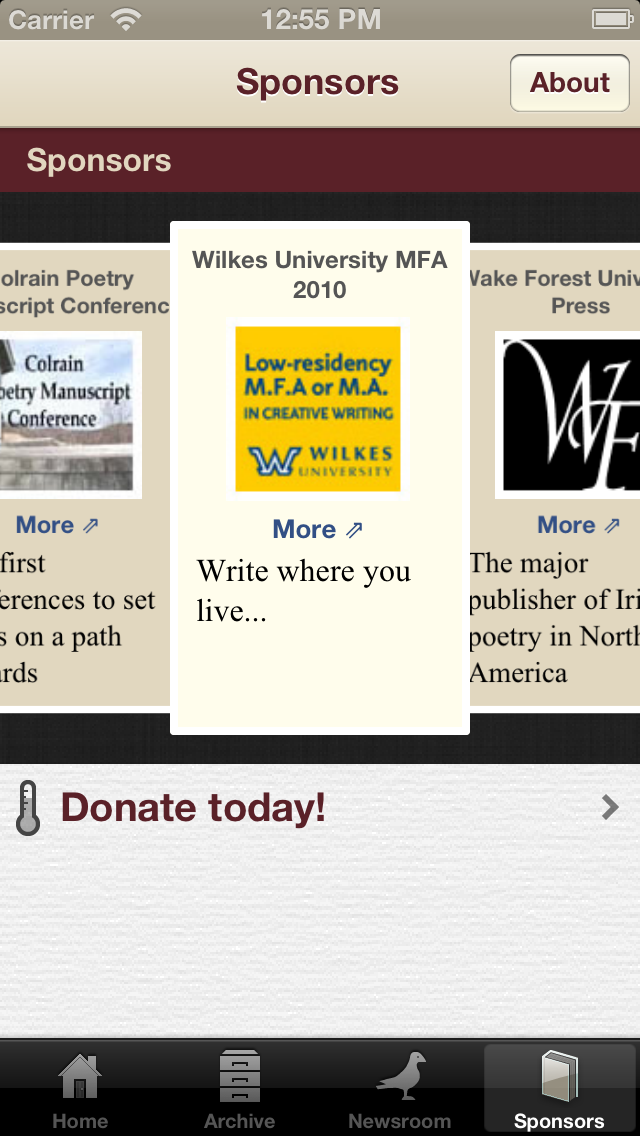 Carrier 12:55 PM
Sponsors
About
Sponsors
olrain Poetry
script Conferenc
Colrain
oetry Manuscript
Conference
More ⇗
first
erences to set
s on a path
ards
Wilkes University MFA
2010
Low-residency
M.F.A or M.A.
IN CREATIVE WRITING
WILKES
UNIVERSITY
More ⇗
Write where you
live...
Wake Forest Univ
Press
WF
More ⇗
The major
publisher of Iri
poetry in North
America
Donate today!
Home
Archive
Newsroom
Sponsors